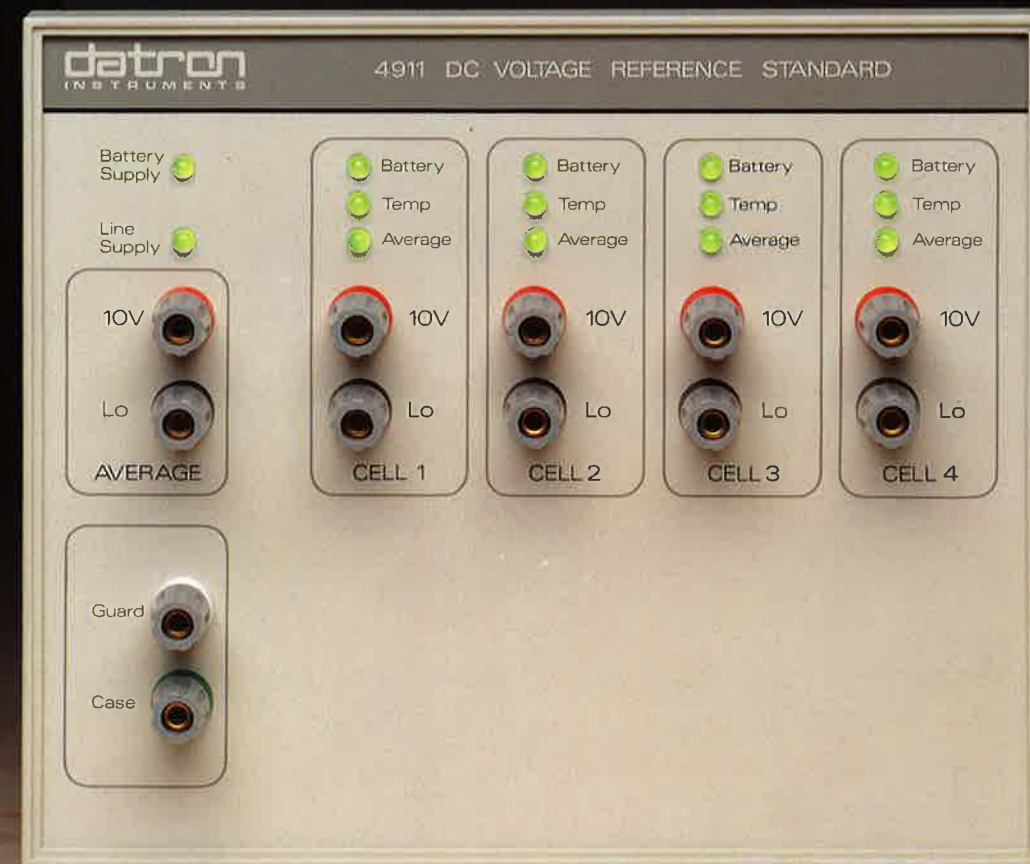 datron
INSTRUMENTS
4911 DC VOLTAGE REFERENCE STANDARD
Battery
Supply
Line
Supply
10V
Lo
AVERAGE
Guard
Case
Battery
Temp
Average
10V
Lo
CELL 1
Battery
Temp
Average
10V
Lo
CELL 2
Battery
Temp
Average
10V
Lo
CELL 3
Battery
Temp
Average
10V
Lo
CELL 4